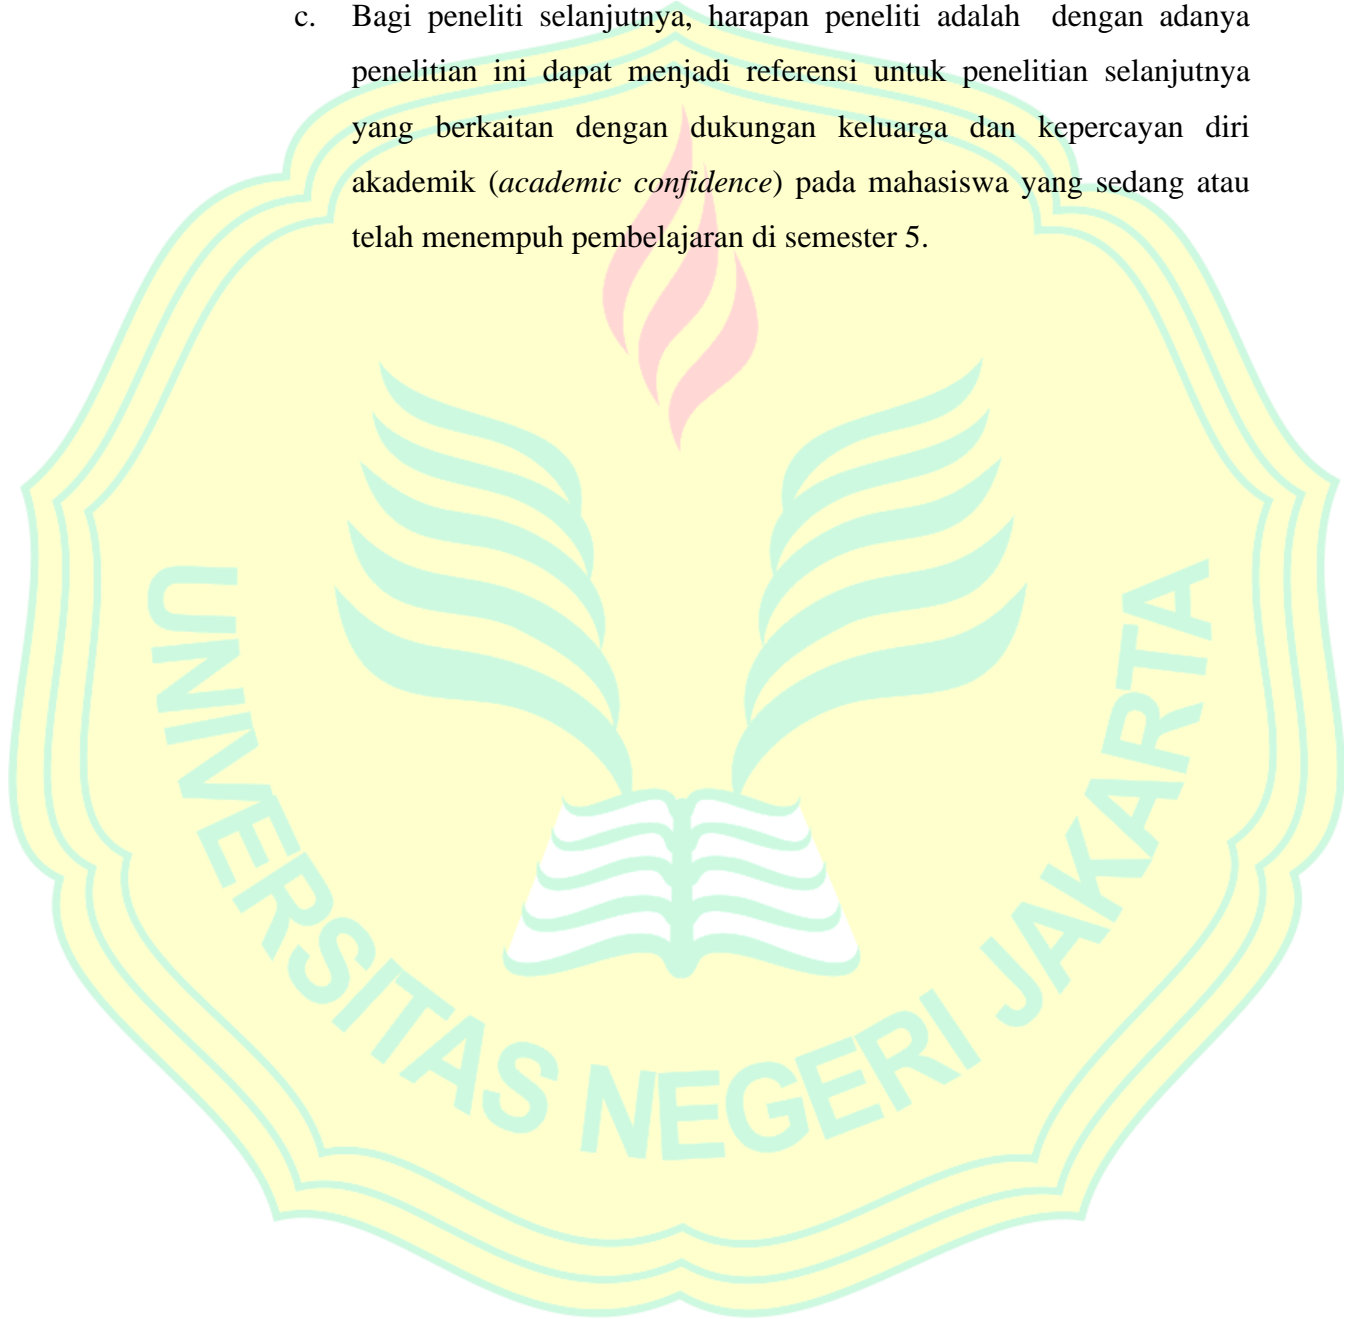 c. Bagi peneliti selanjutnya, harapan peneliti adalah dengan adanya
penelitian ini dapat menjadi referensi untuk penelitian selanjutnya
yang berkaitan dengan dukungan keluarga dan kepercayan diri
akademik (academic confidence) pada mahasiswa yang sedang atau
telah menempuh pembelajaran di semester 5.
UNIVERSITAS NEGERI JAKARTA